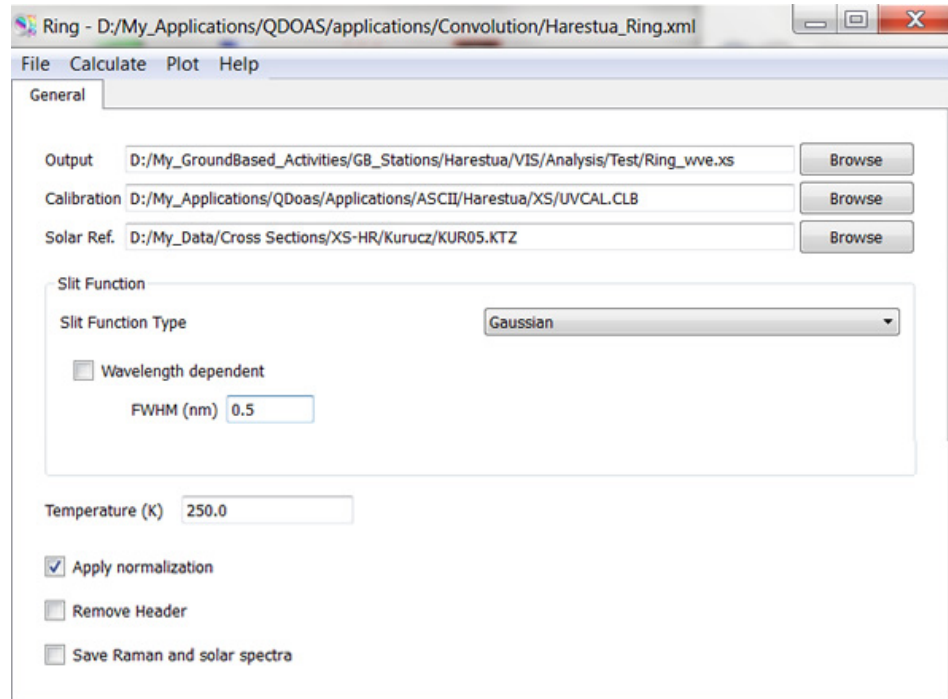 Ring - D:/My_Applications/QDOAS/applications/Convolution/Harestua_Ring.xml
File Calculate Plot Help
General
Output D:/My_GroundBased_Activities/GB_Stations/Harestua/VIS/Analysis/Test/Ring_wve.xs Browse
Calibration D:/My_Applications/QDoas/Applications/ASCII/Harestua/XS/UVCAL.CLB Browse
Solar Ref. D:/My_Data/Cross Sections/XS-HR/Kurucz/KUR05.KTZ Browse
Slit Function
Slit Function Type Gaussian
Wavelength dependent
FWHM (nm) 0.5
Temperature (K) 250.0
Apply normalization
Remove Header
Save Raman and solar spectra